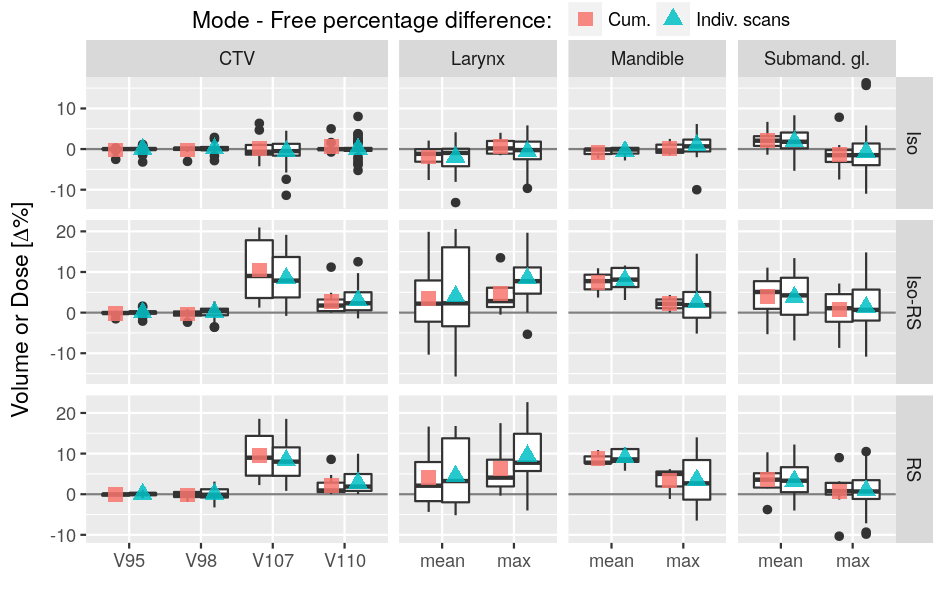 Mode - Free percentage difference: Cum. Indiv. scans
CTV Larynx Mandible Submand. gl.
Volume or Dose [Δ%]
10
0
-10
Iso
20
10
0
-10
Iso-RS
20
10
0
-10
RS
V95 V98 V107 V110 mean max mean max mean max